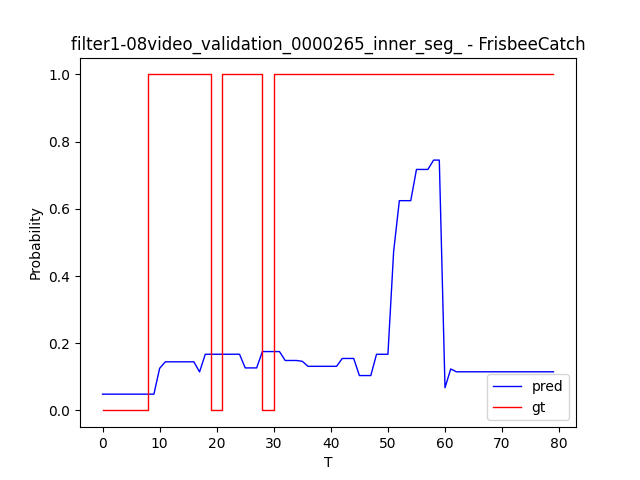 filter1-08video_validation_0000265_inner_seg_ - FrisbeeCatch
1.0
0.8
0.6
0.4
0.2
0.0
Probability
0 10 20 30 40 50 60 70 80
T
pred
gt